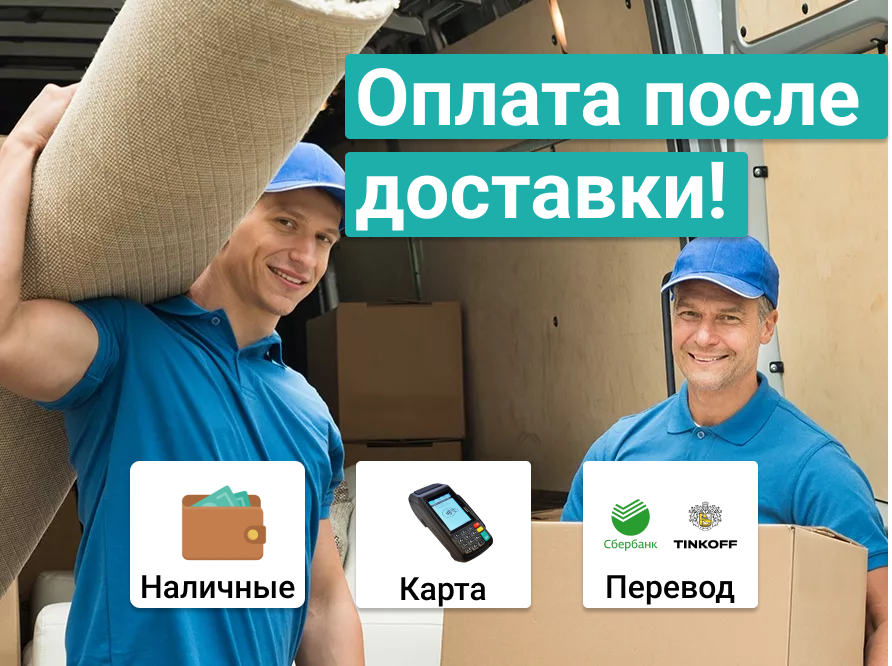 Оплата после
доставки!
Наличные
Карта
Сбербанк TINKOFF
Перевод